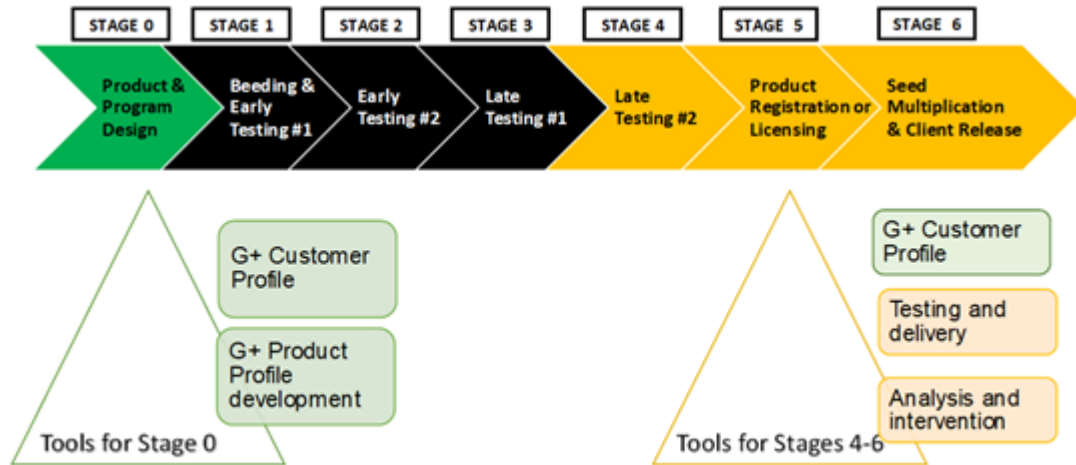 STAGE 0
STAGE 1
STAGE 2
STAGE 3
STAGE 4
STAGE 5
STAGE 6
Product &
Program
Design
Beeding &
Early
Testing #1
Early
Testing #2
Late
Testing #1
Late
Testing #2
Product
Registration or
Licensing
Seed
Multiplication
& Client Release
G+ Customer
Profile
G+ Product
Profile
development
Tools for Stage 0
G+ Customer
Profile
Testing and
delivery
Analysis and
intervention
Tools for Stages 4-6